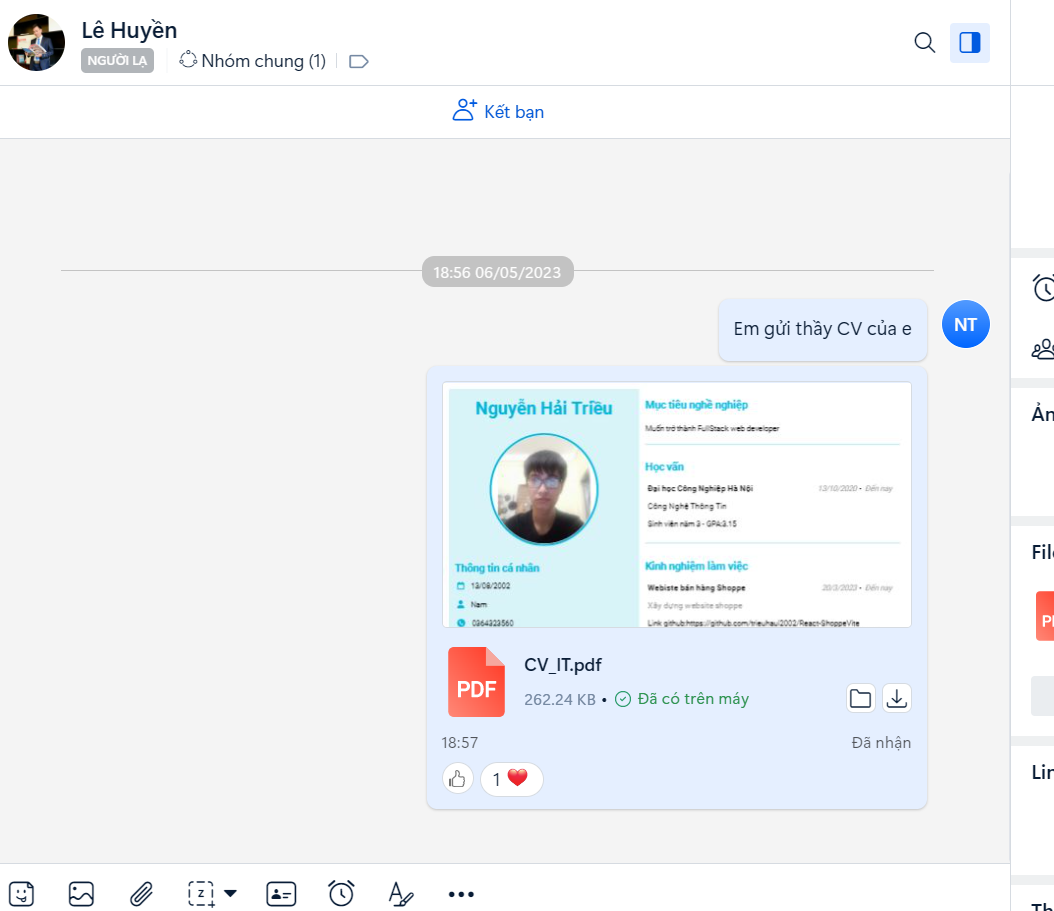 Lê Huyền
NGƯỜI LẠ
Nhóm chung (1)
Kết bạn
18:56 06/05/2023
Em gửi thầy CV của e
NT
Nguyễn Hải Triều
Mục tiêu nghề nghiệp
Muốn trở thành FullStack web developer
Học vấn
Đại học Công Nghiệp Hà Nội
13/10/2020 • Đến nay
Công Nghệ Thông Tin
Sinh viên năm 3 - GPA:3.15
Thông tin cá nhân
13/08/2002
Nam
0364323560
Kinh nghiệm làm việc
Webiste bán hàng Shoppe
20/3/2023 • Đến nay
Xây dựng website shoppe
Link github:https://github.com/trieuhau/2002/React-ShoppeVite
PDF
CV_IT.pdf
262.24 KB • Đã có trên máy
18:57
Đã nhận
1
Z
Ản
File
Lin